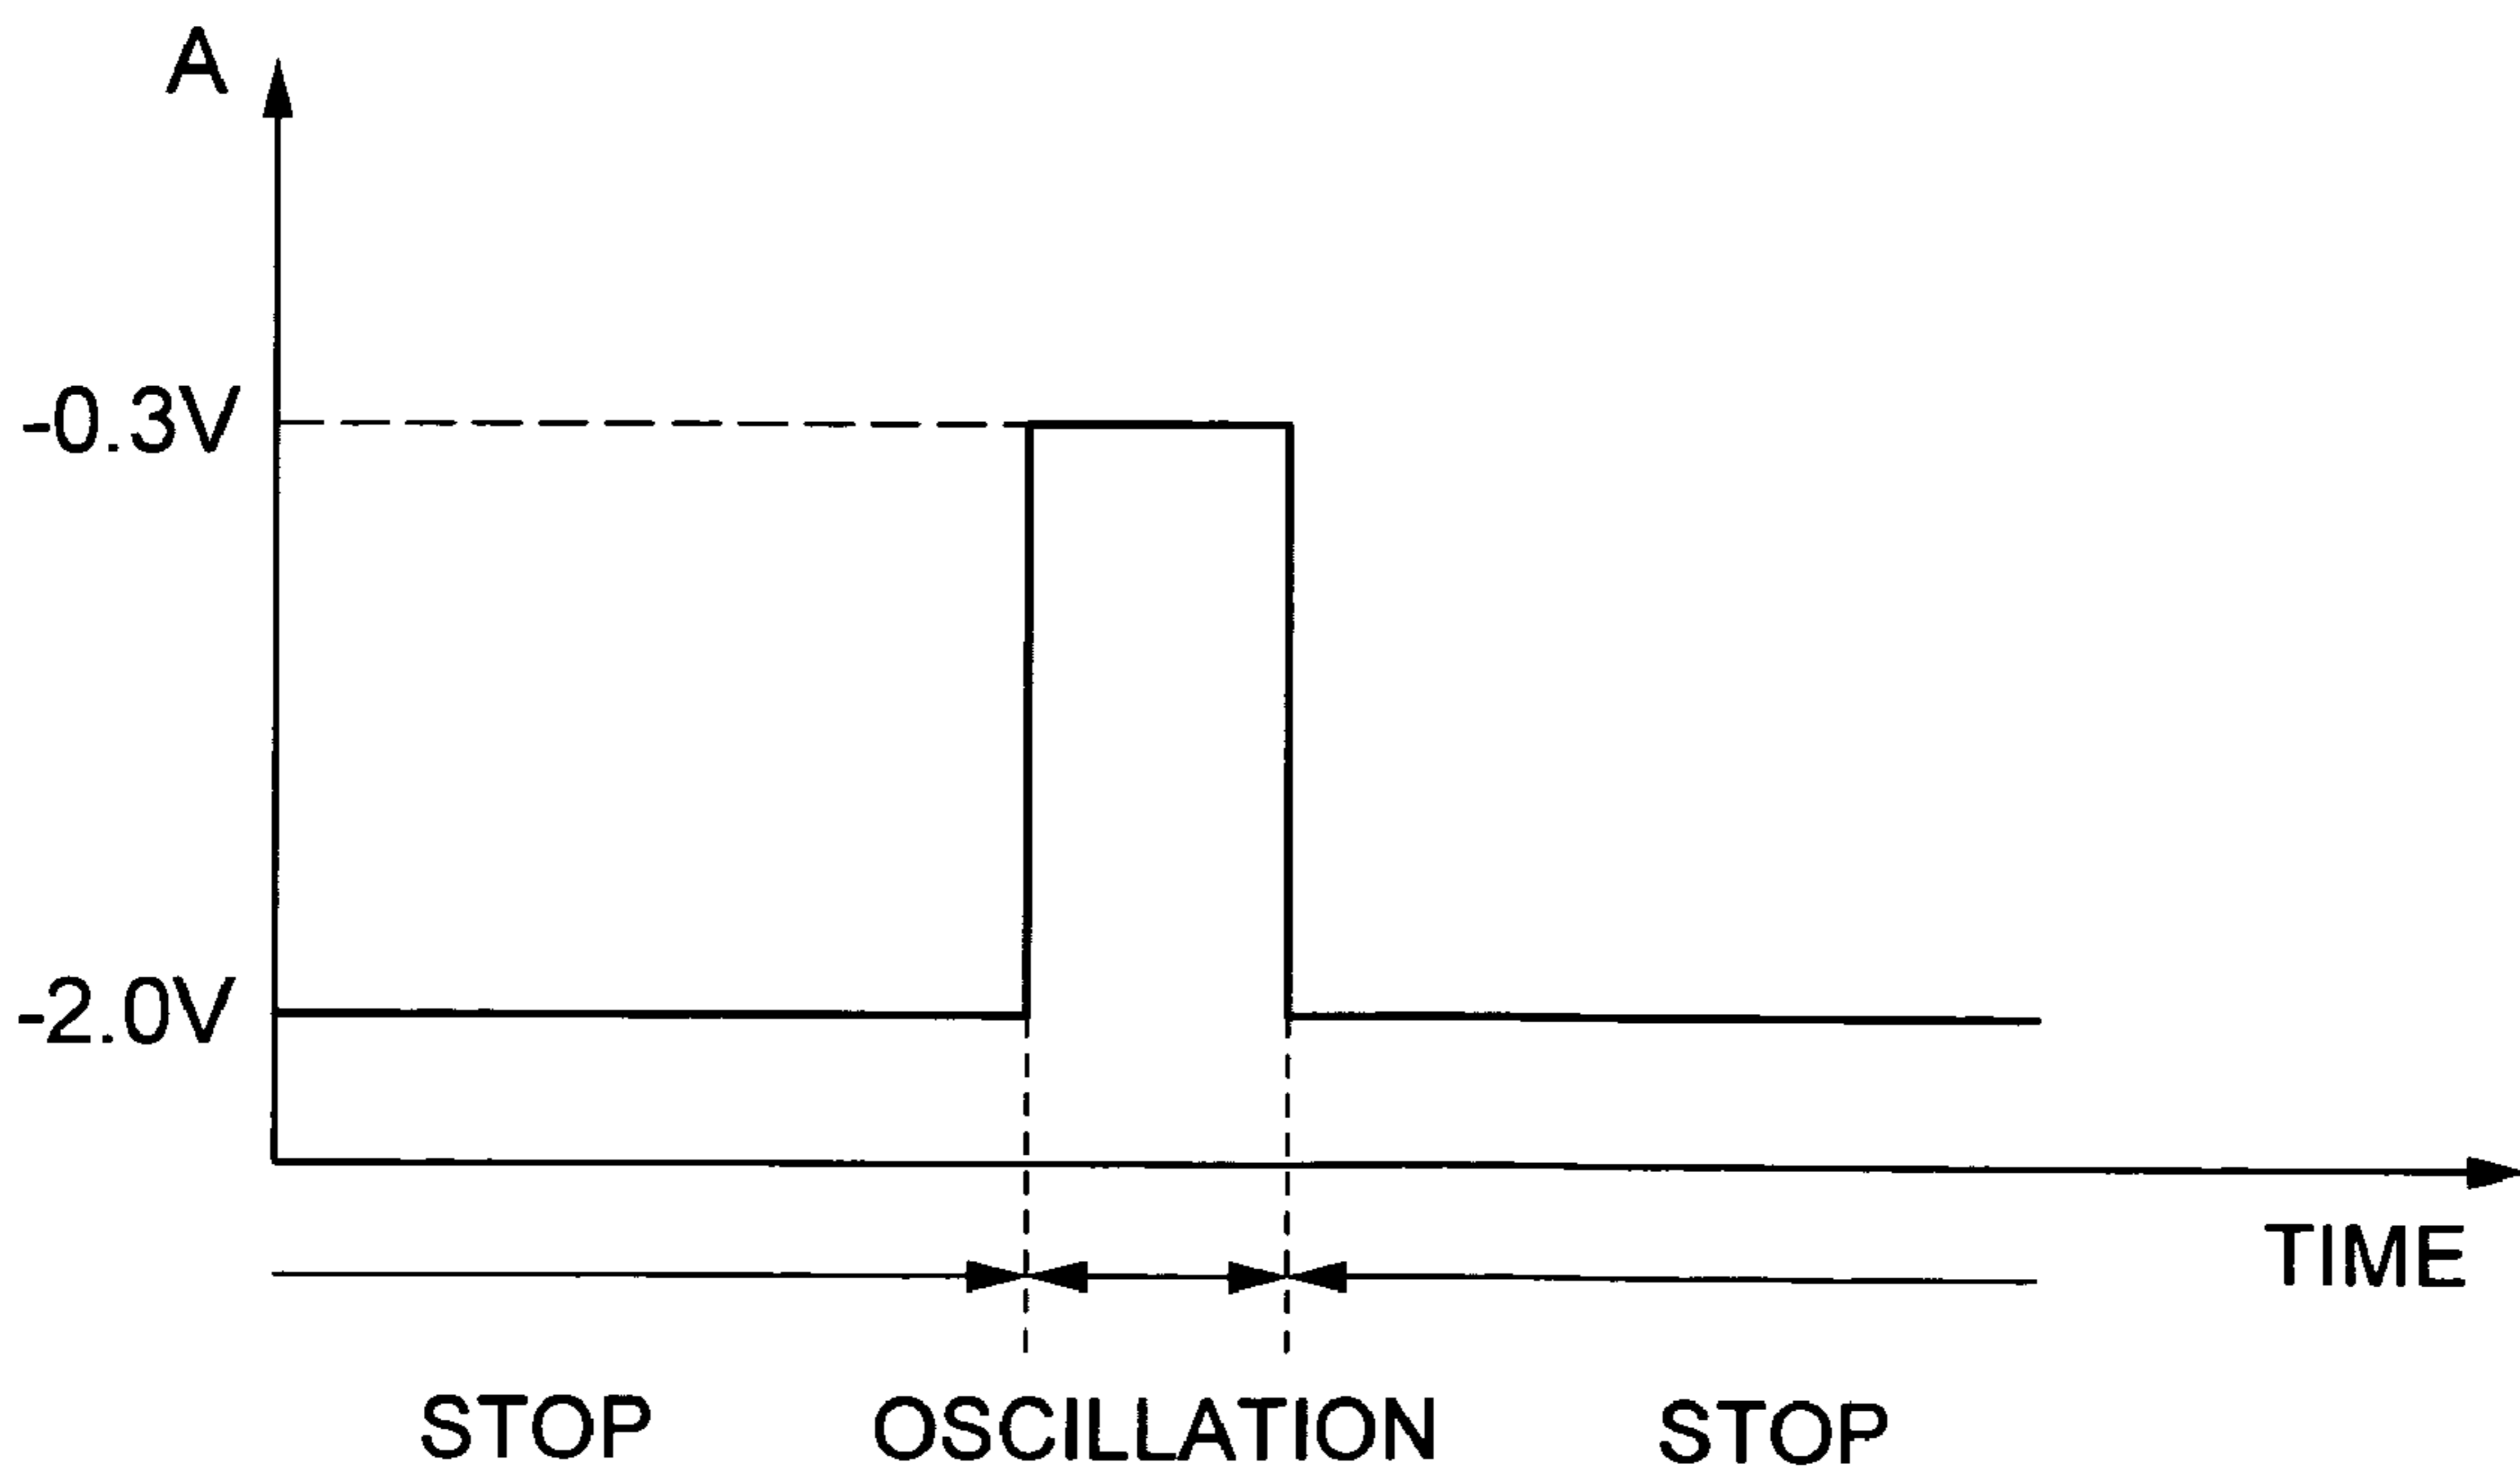 A
-0.3V
-2.0V
TIME
STOP OSCILLATION STOP